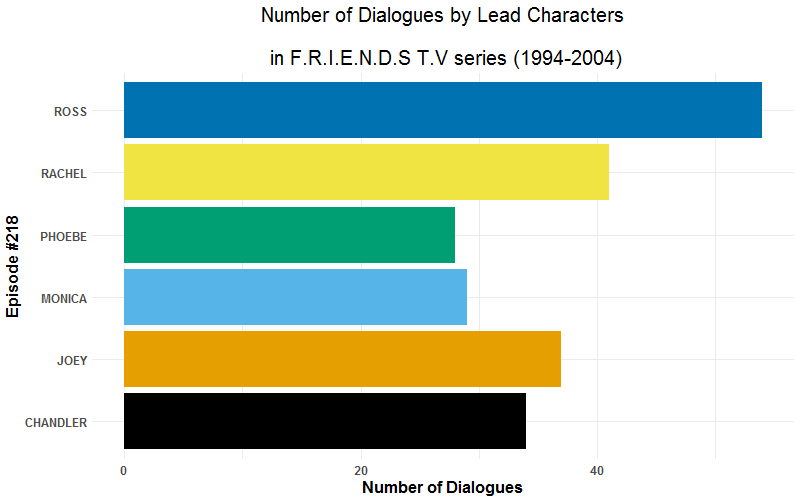 Number of Dialogues by Lead Characters
in F.R.I.E.N.D.S T.V series (1994-2004)
ROSS
RACHEL
PHOEBE
MONICA
JOEY
CHANDLER
Episode #218
0
20
40
Number of Dialogues